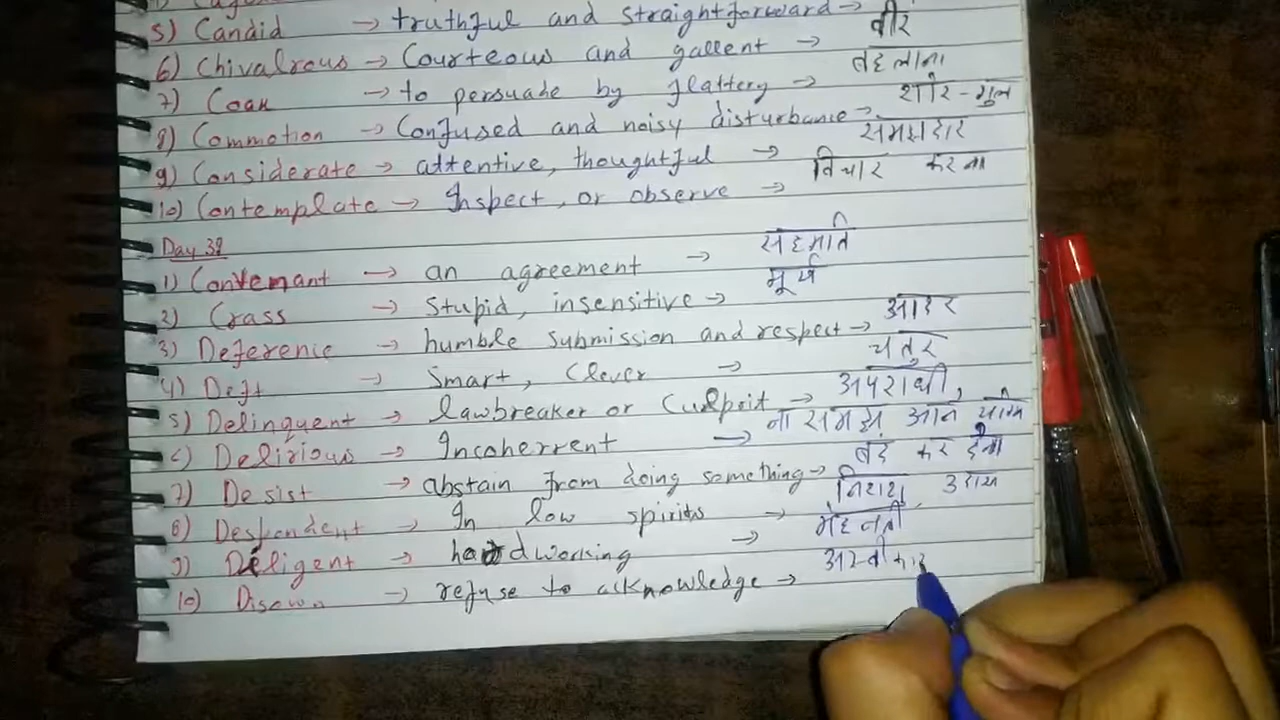 5) Candid → truthful and straightforward →
6) Chivalrous → Courteous and gallent → वीर
7) Coax → to persuade by flattery → बहलाना
8) Commotion → Confused and noisy disturbance → शोर-गुल
9) Considerate → attentive, thoughtful → समझदार
10) Contemplate → Inspect, or observe → विचार करना
Day 38
1) Convemant → an agreement → सहमति
2) Crass → Stupid, insensitive → मूर्ख
3) Deference → humble submission and respect → आदर
4) Deft → Smart, Clever → चतुर
5) Delinquent → lawbreaker or Culpoit → अपराधी,
6) Delirious → Incoherrent → ना समझ आने योग्य
7) Desist → abstain from doing something → बंद कर देना
8) Despondent → In low spirits → निराश, उदास
9) Diligent → hardworking → मेहनती
10) Disown → refuse to acknowledge → अस्वीकार